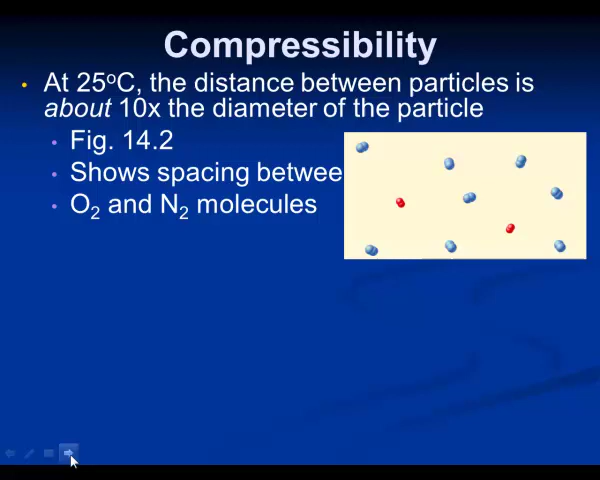 Compressibility
• At 25°C, the distance between particles is
about 10x the diameter of the particle
• Fig. 14.2
• Shows spacing betwee
• O₂ and N₂ molecules